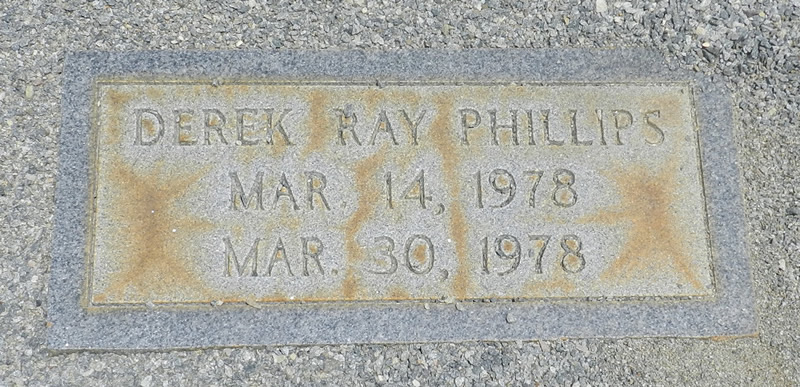 DEREK RAY PHILLIPS
MAR. 14, 1978
MAR. 30, 1978